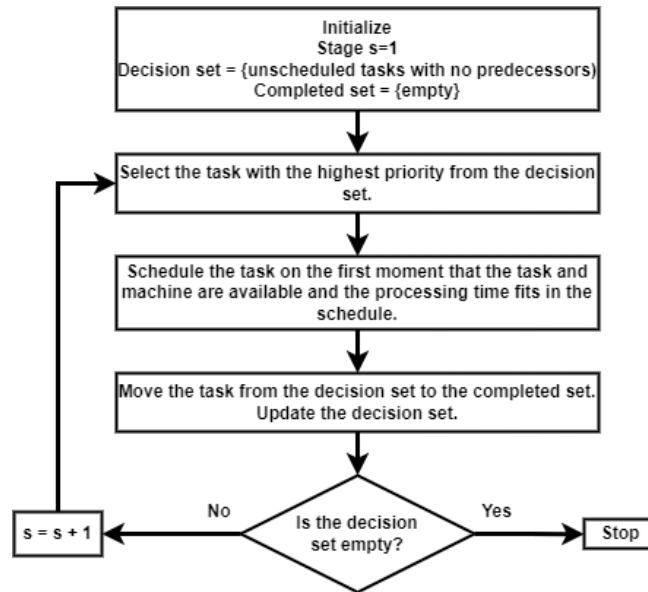 Initialize
Stage s=1
Decision set = {unscheduled tasks with no predecessors)
Completed set = {empty}
Select the task with the highest priority from the decision
set.
Schedule the task on the first moment that the task and
machine are available and the processing time fits in the
schedule.
Move the task from the decision set to the completed set.
Update the decision set.
No
Is the decision
set empty?
Yes
s = s + 1
Stop